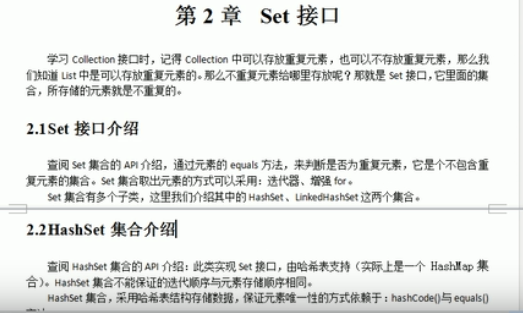 第 2 章 Set 接口
学习 Collection 接口时，记得 Collection 中可以存放重复元素，也可以不存放重复元素，那么我
们知道 List 中是可以存放重复元素的。那么不重复元素给哪里存放呢？那就是 Set 接口，它里面的集
合，所存储的元素就是不重复的。
2.1Set 接口介绍
查阅 Set 集合的 API 介绍，通过元素的 equals 方法，来判断是否为重复元素，它是个不包含重
复元素的集合。Set 集合取出元素的方式可以采用：迭代器、增强 for。
Set 集合有多个子类，这里我们介绍其中的 HashSet、LinkedHashSet 这两个集合。
2.2HashSet 集合介绍
查阅 HashSet 集合的 API 介绍：此类实现 Set 接口，由哈希表支持（实际上是一个 HashMap 集
合）。HashSet 集合不能保证的迭代顺序与元素存储顺序相同。
HashSet 集合，采用哈希表结构存储数据，保证元素唯一性的方式依赖于：hashCode()与 equals()